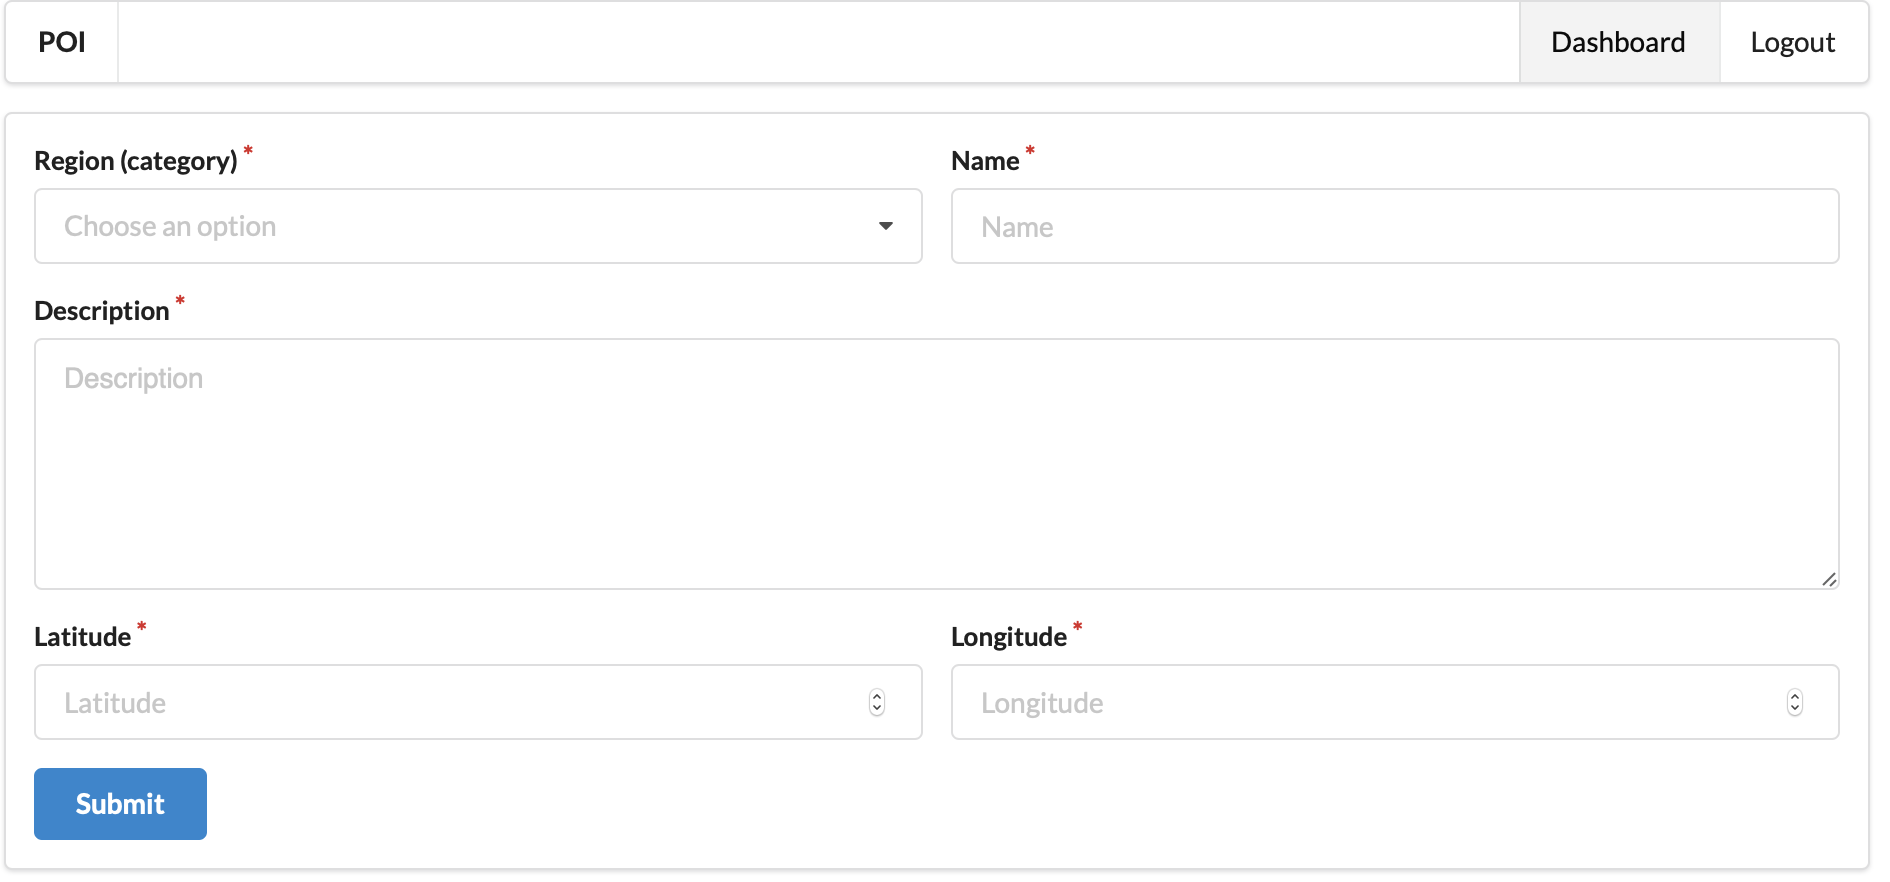 POI
Dashboard
Logout
Region (category) *
Name *
Choose an option
Name
Description *
Description
Latitude *
Longitude *
Latitude
Longitude
Submit